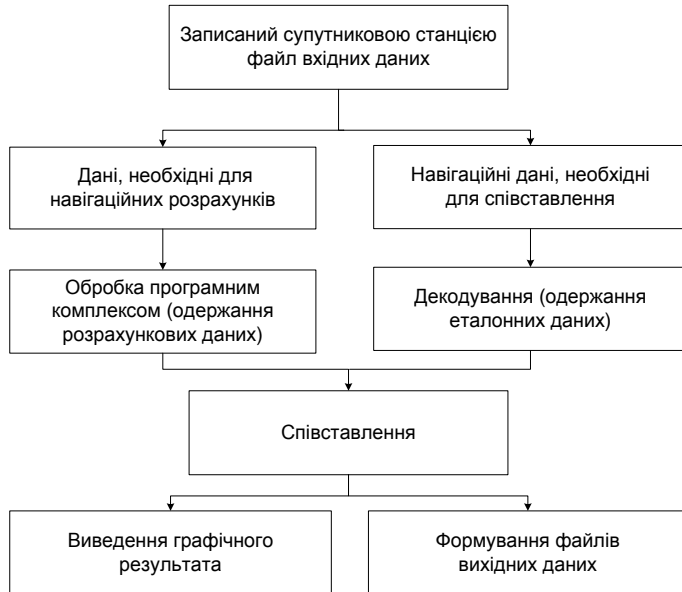 Записаний супутниковою станцією
файл вхідних даних
Дані, необхідні для
навігаційних розрахунків
Навігаційні дані, необхідні
для співставлення
Обробка програмним
комплексом (одержання
розрахункових даних)
Декодування (одержання
еталонних даних)
Співставлення
Виведення графічного
результата
Формування файлів
вихідних даних